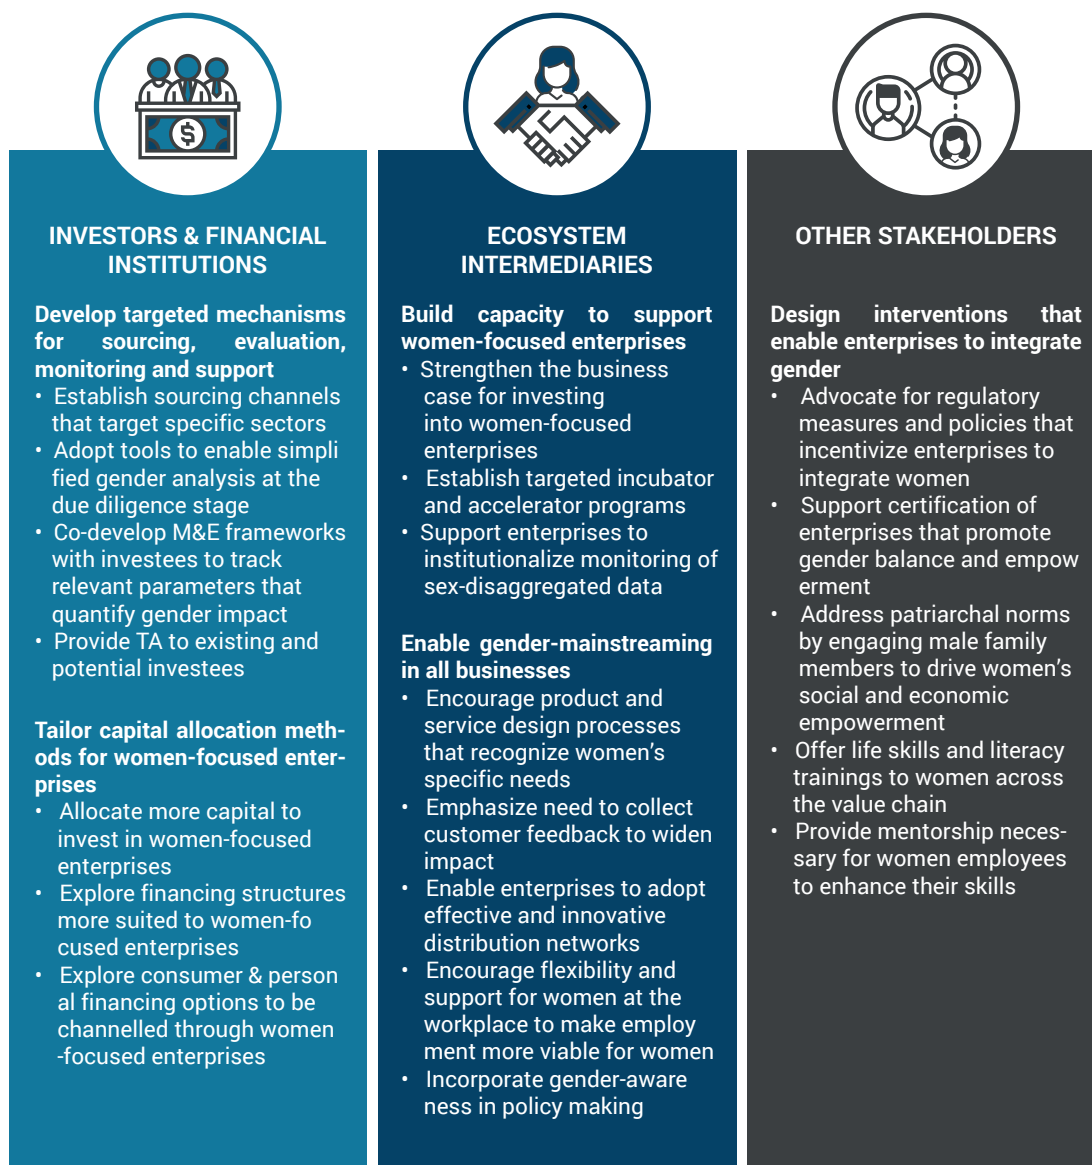 INVESTORS & FINANCIAL
INSTITUTIONS
Develop targeted mechanisms
for sourcing, evaluation,
monitoring and support
• Establish sourcing channels
that target specific sectors
• Adopt tools to enable simpli
fied gender analysis at the
due diligence stage
• Co-develop M&E frameworks
with investees to track
relevant parameters that
quantify gender impact
• Provide TA to existing and
potential investees
Tailor capital allocation meth-
ods for women-focused enter-
prises
• Allocate more capital to
invest in women-focused
enterprises
• Explore financing structures
more suited to women-fo
cused enterprises
• Explore consumer & person
al financing options to be
channelled through women
-focused enterprises
ECOSYSTEM
INTERMEDIARIES
Build capacity to support
women-focused enterprises
• Strengthen the business
case for investing
into women-focused
enterprises
• Establish targeted incubator
and accelerator programs
• Support enterprises to
institutionalize monitoring of
sex-disaggregated data
Enable gender-mainstreaming
in all businesses
• Encourage product and
service design processes
that recognize women's
specific needs
• Emphasize need to collect
customer feedback to widen
impact
• Enable enterprises to adopt
effective and innovative
distribution networks
• Encourage flexibility and
support for women at the
workplace to make employ
ment more viable for women
• Incorporate gender-aware
ness in policy making
OTHER STAKEHOLDERS
Design interventions that
enable enterprises to integrate
gender
• Advocate for regulatory
measures and policies that
incentivize enterprises to
integrate women
• Support certification of
enterprises that promote
gender balance and empow
erment
• Address patriarchal norms
by engaging male family
members to drive women's
social and economic
empowerment
• Offer life skills and literacy
trainings to women across
the value chain
• Provide mentorship neces-
sary for women employees
to enhance their skills